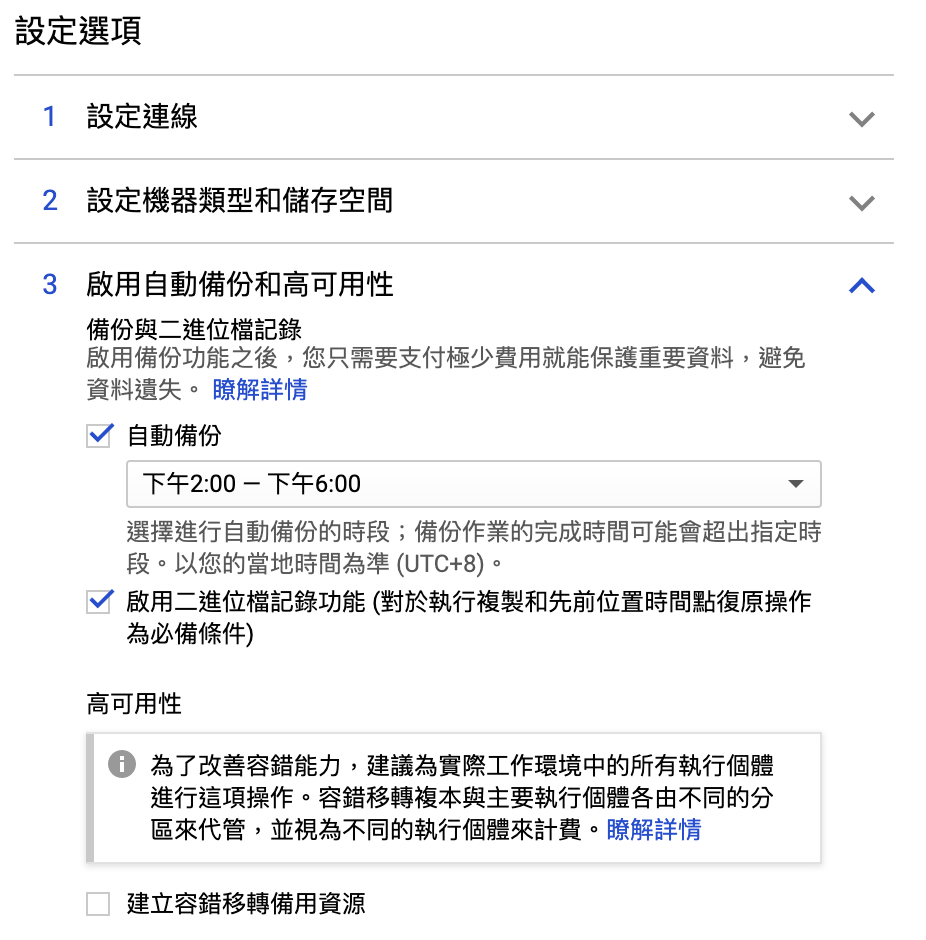 設定選項
1 設定連線
2 設定機器類型和儲存空間
3 啟用自動備份和高可用性
備份與二進位檔記錄
啟用備份功能之後，您只需要支付極少費用就能保護重要資料，避免
資料遺失。瞭解詳情
自動備份
下午2:00 — 下午6:00
選擇進行自動備份的時段；備份作業的完成時間可能會超出指定時
段。以您的當地時間為準 (UTC+8)。
啟用二進位檔記錄功能 (對於執行複製和先前位置時間點復原操作
為必備條件)
高可用性
為了改善容錯能力，建議為實際工作環境中的所有執行個體
進行這項操作。容錯移轉複本與主要執行個體各由不同的分
區來代管，並視為不同的執行個體來計費。瞭解詳情
建立容錯移轉備用資源